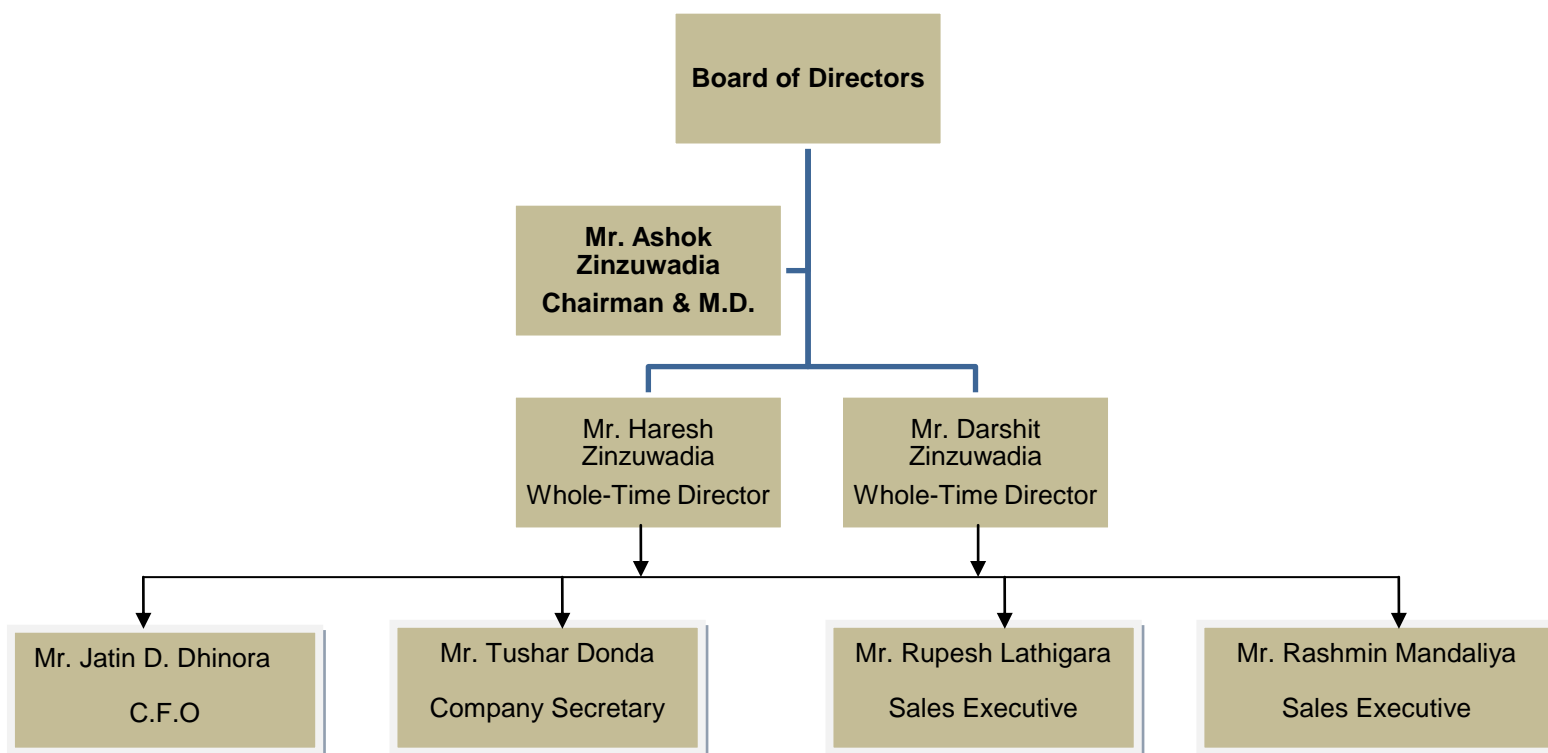 Board of Directors
Mr. Ashok
Zinzuwadia
Chairman & M.D.
Mr. Haresh
Zinzuwadia
Whole-Time Director
Mr. Darshit
Zinzuwadia
Whole-Time Director
Mr. Jatin D. Dhinora
C.F.O
Mr. Tushar Donda
Company Secretary
Mr. Rupesh Lathigara
Sales Executive
Mr. Rashmin Mandaliya
Sales Executive